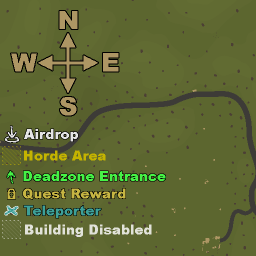 N
W E
S
Airdrop
Horde Area
Deadzone Entrance
Quest Reward
Teleporter
Building Disabled